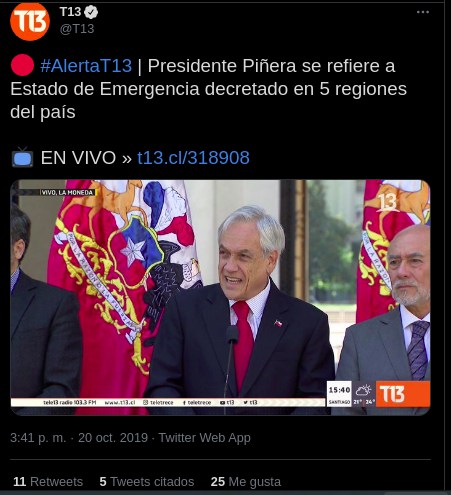 T13
T13
@T13
#AlertaT13 | Presidente Piñera se refiere a
Estado de Emergencia decretado en 5 regiones
del país
EN VIVO » t13.cl/318908
VIVO, LA MONEDA
13
15:40
SANTIAGO 21° 24°
T13
tele13 radio 103.3 FM www.t13.cl teletrece teletrece t13 t13
3:41 p. m. · 20 oct. 2019 · Twitter Web App
11 Retweets 5 Tweets citados 25 Me gusta